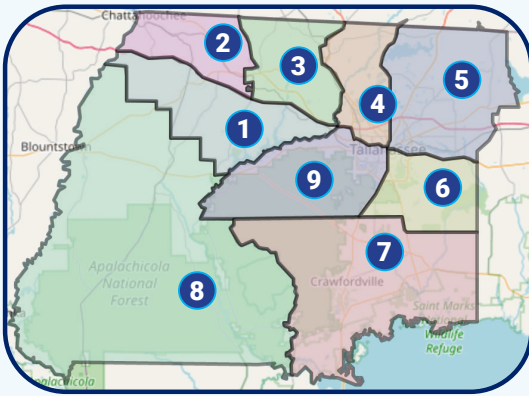 Chattahoochee
2
3
5
4
1
Blountstown
Tallahassee
9
6
7
Apalachicola
National
Forest
Crawfordville
8
Saint Marks
National
Wildlife
Refuge
Apalachicola